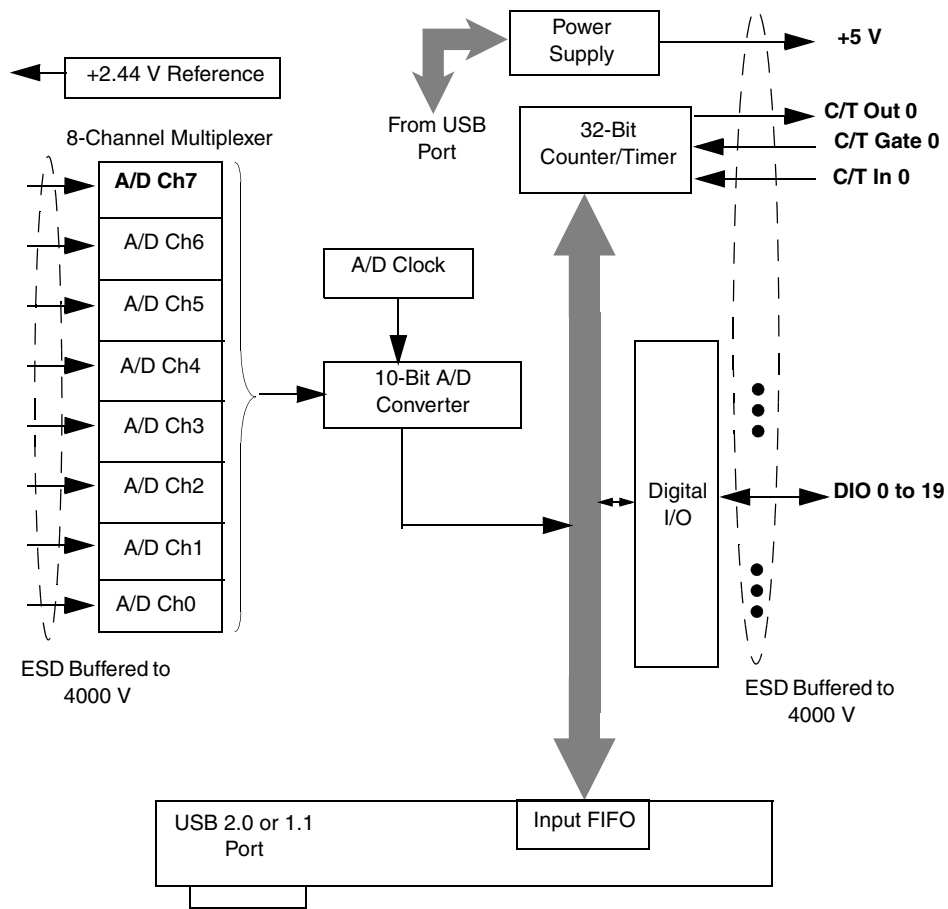 Power
Supply
+5 V
+2.44 V Reference
From USB
Port
C/T Out 0
32-Bit
Counter/Timer
C/T Gate 0
C/T In 0
8-Channel Multiplexer
A/D Ch7
A/D Ch6
A/D Ch5
A/D Ch4
A/D Ch3
A/D Ch2
A/D Ch1
A/D Ch0
A/D Clock
10-Bit A/D
Converter
Digital
I/O
DIO 0 to 19
ESD Buffered to
4000 V
ESD Buffered to
4000 V
USB 2.0 or 1.1
Port
Input FIFO